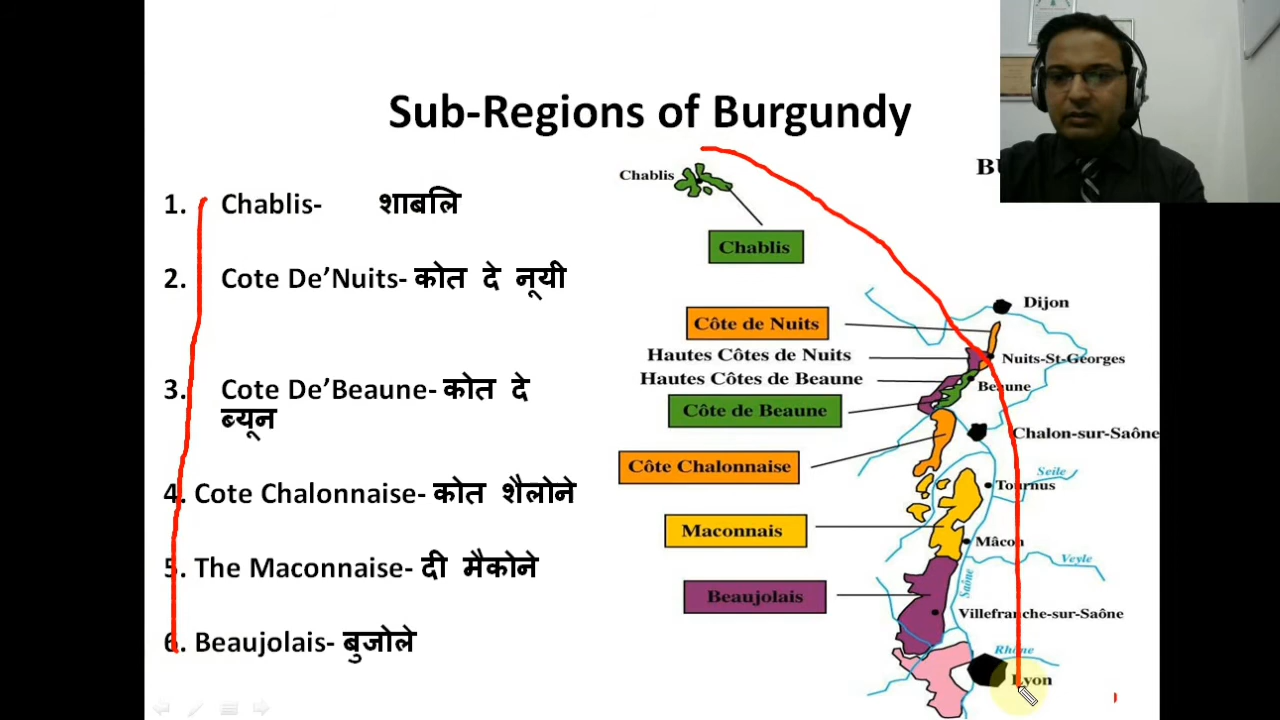 Sub-Regions of Burgundy
1. Chablis- शाबलि
2. Cote De’Nuits- कोत दे नूयी
3. Cote De’Beaune- कोत दे
ब्यून
4. Cote Chalonnaise- कोत शैलोने
5. The Maconnaise- दी मैकोने
6. Beaujolais- बुजोले
Chablis
Chablis
Dijon
Côte de Nuits
Hautes Côtes de Nuits
Nuits-St-Georges
Hautes Côtes de Beaune
Beaune
Côte de Beaune
Chalon-sur-Saône
Côte Chalonnaise
Seile
Tournus
Maconnais
Mâcon
Veyle
Saône
Beaujolais
Villefranche-sur-Saône
Rhône
Lyon